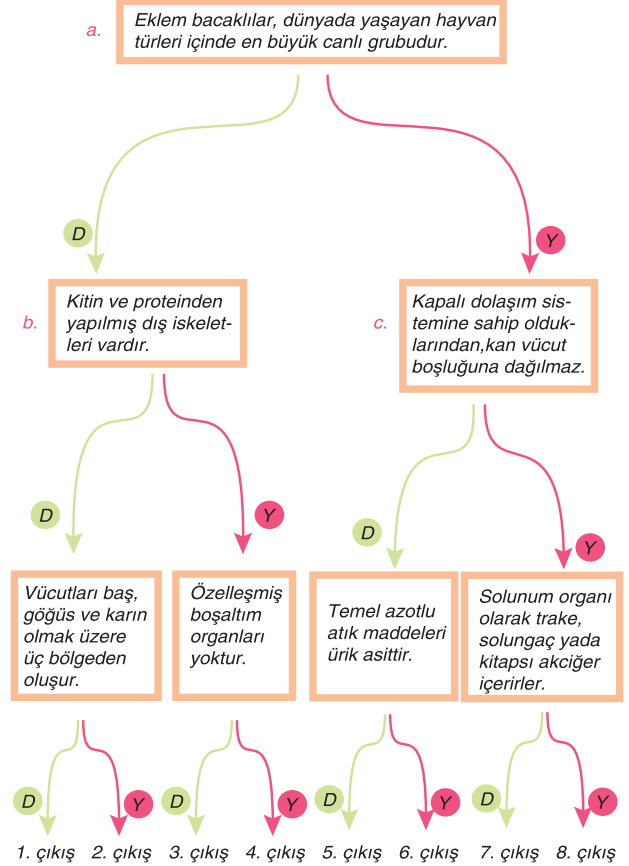 a.
Eklem bacaklılar, dünyada yaşayan hayvan
türleri içinde en büyük canlı grubudur.
D
Y
b.
Kitin ve proteinden
yapılmış dış iskelet-
leri vardır.
c.
Kapalı dolaşım sis-
temine sahip olduk-
larından,kan vücut
boşluğuna dağılmaz.
D
Y
D
Y
Vücutları baş,
göğüs ve karın
olmak üzere
üç bölgeden
oluşur.
Özelleşmiş
boşaltım
organları
yoktur.
Temel azotlu
atık maddeleri
ürik asittir.
Solunum organı
olarak trake,
solungaç yada
kitapsı akciğer
içerirler.
D
Y
D
Y
D
Y
D
Y
1. çıkış
2. çıkış
3. çıkış
4. çıkış
5. çıkış
6. çıkış
7. çıkış
8. çıkış